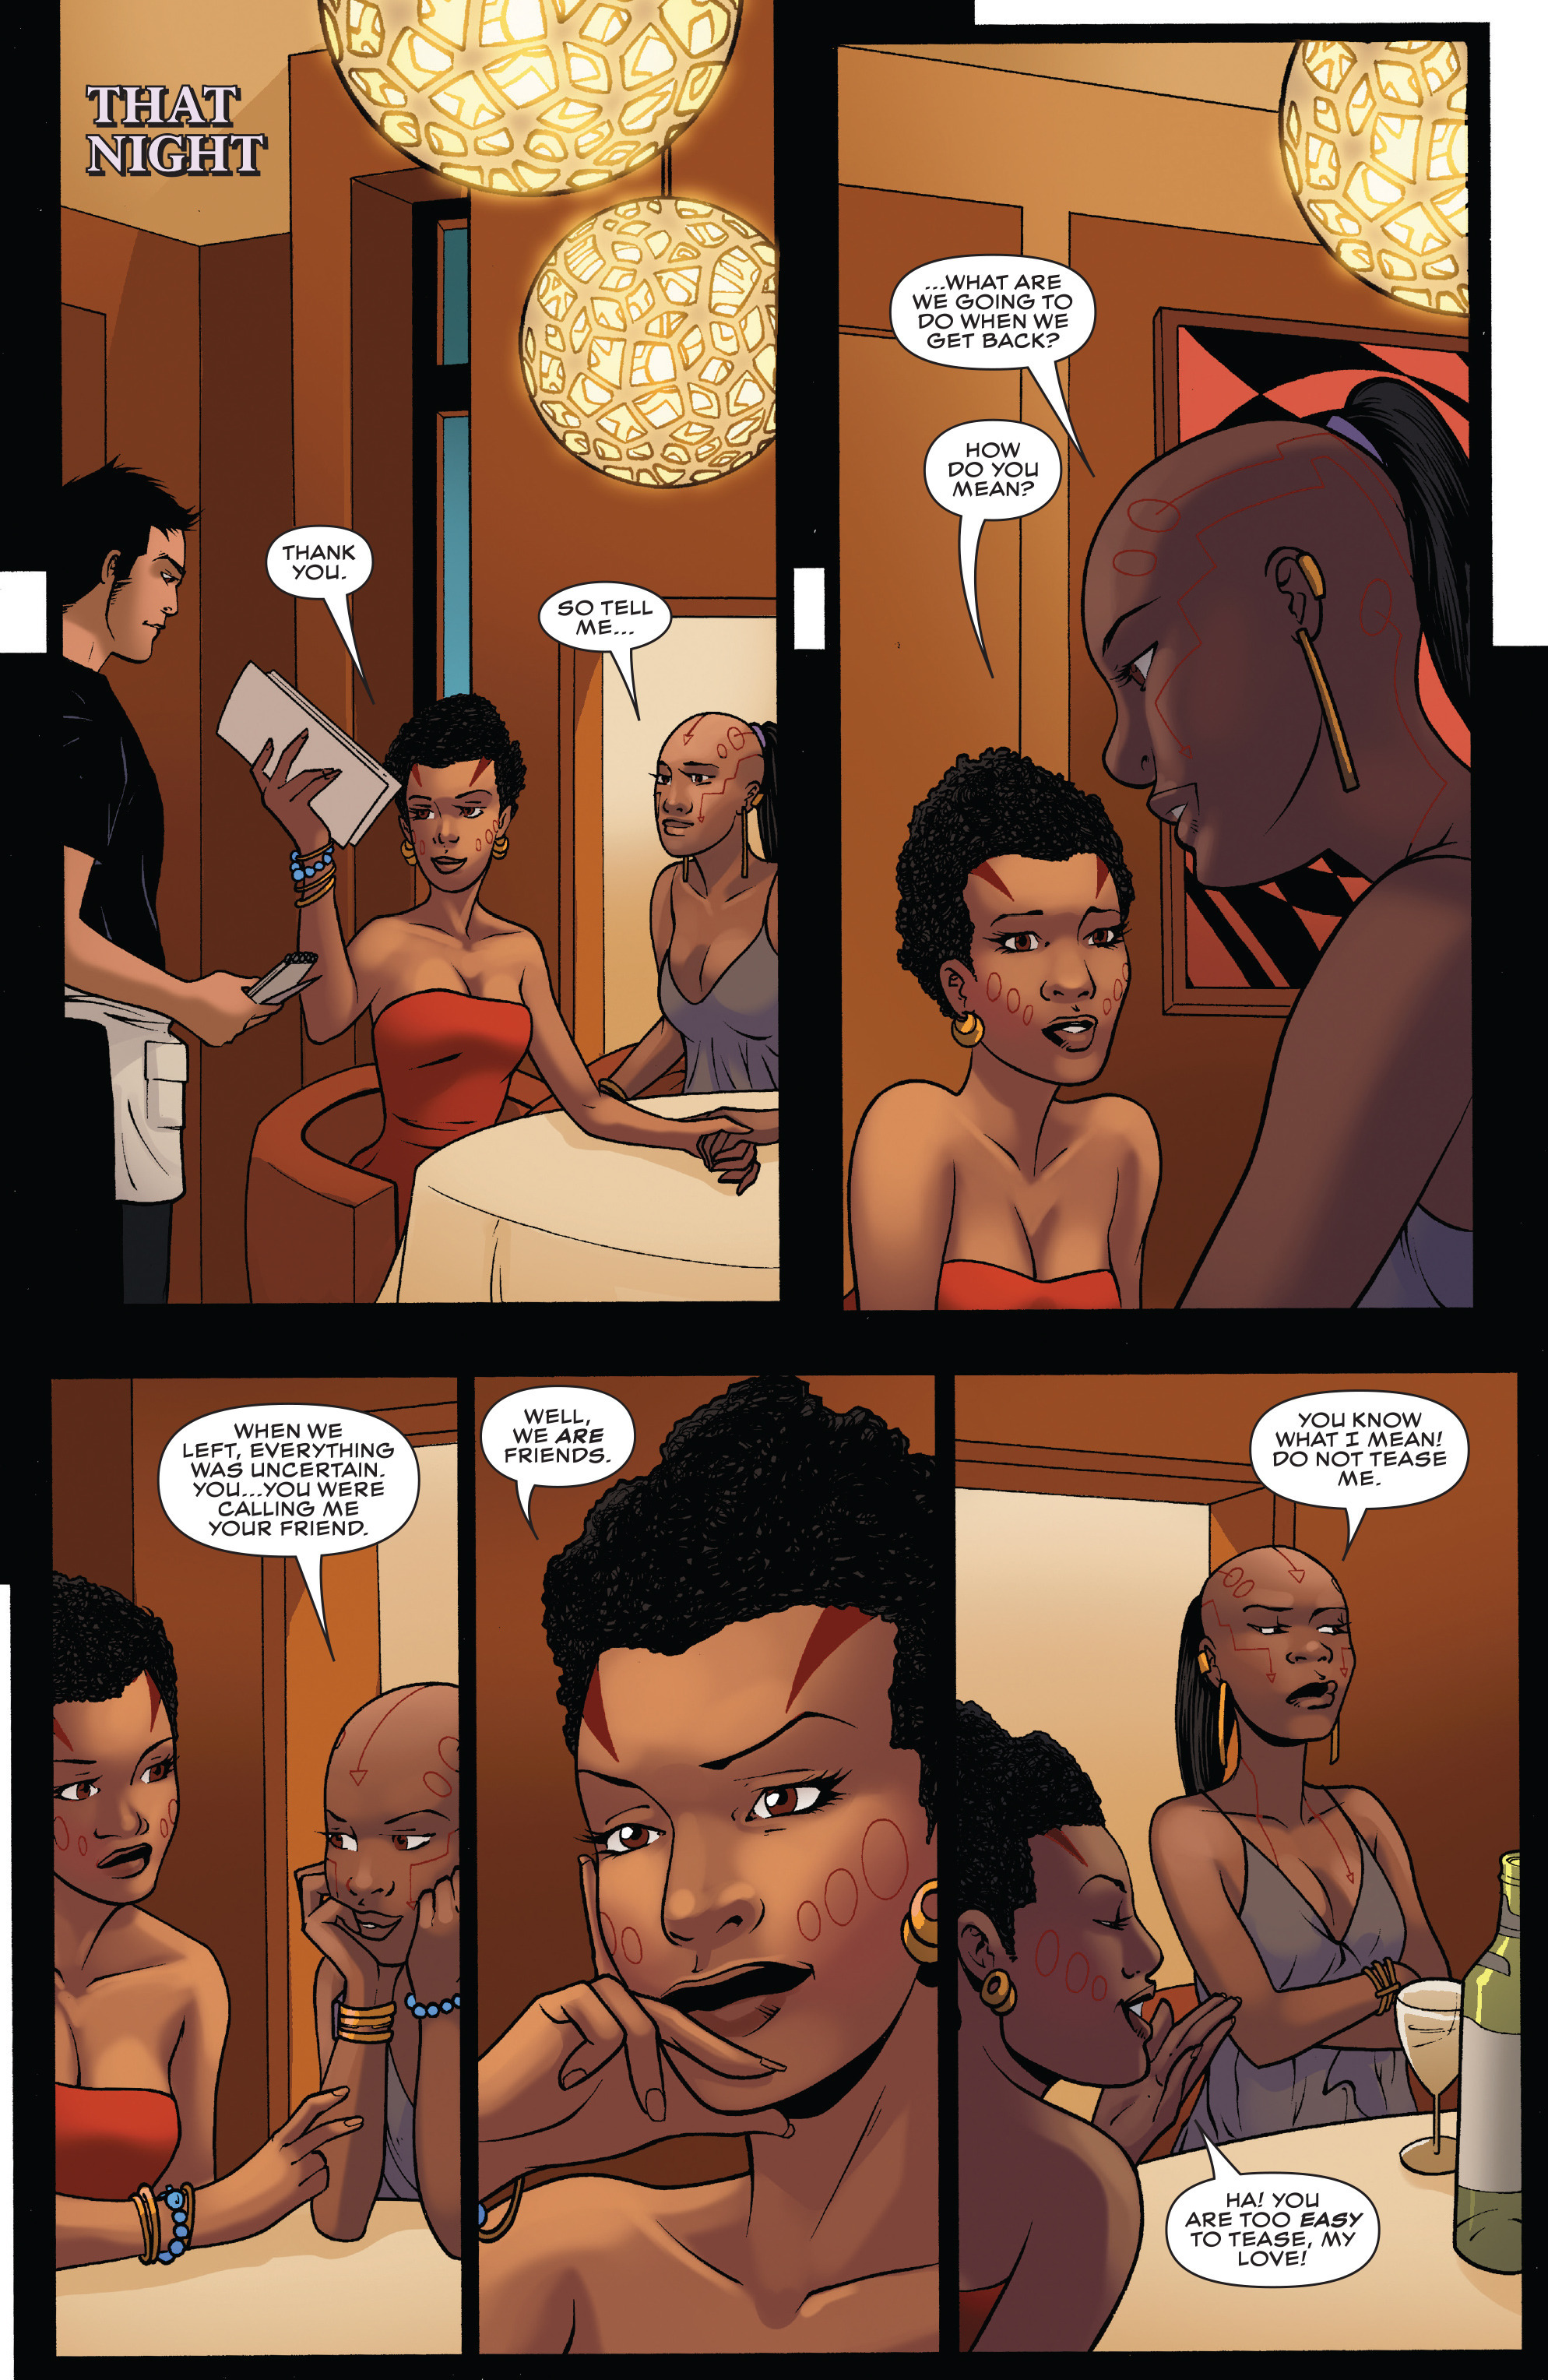 THAT
NIGHT
THANK
YOU.
SO TELL
ME...
...WHAT ARE
WE GOING TO
DO WHEN WE
GET BACK?
HOW
DO YOU
MEAN?
WHEN WE
LEFT, EVERYTHING
WAS UNCERTAIN.
YOU...YOU WERE
CALLING ME
YOUR FRIEND.
WELL,
WE ARE
FRIENDS.
YOU KNOW
WHAT I MEAN!
DO NOT TEASE
ME.
HA! YOU
ARE TOO EASY
TO TEASE, MY
LOVE!